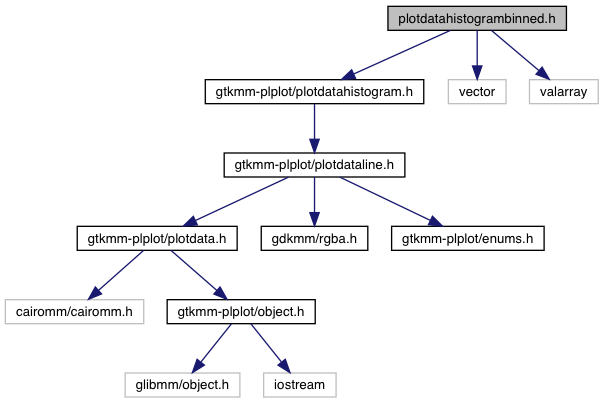 plotdatahistogrambinned.h
gtkmm-plplot/plotdatahistogram.h
vector
valarray
gtkmm-plplot/plotdataline.h
gtkmm-plplot/plotdata.h
gdkmm/rgba.h
gtkmm-plplot/enums.h
cairomm/cairomm.h
gtkmm-plplot/object.h
glibmm/object.h
iostream